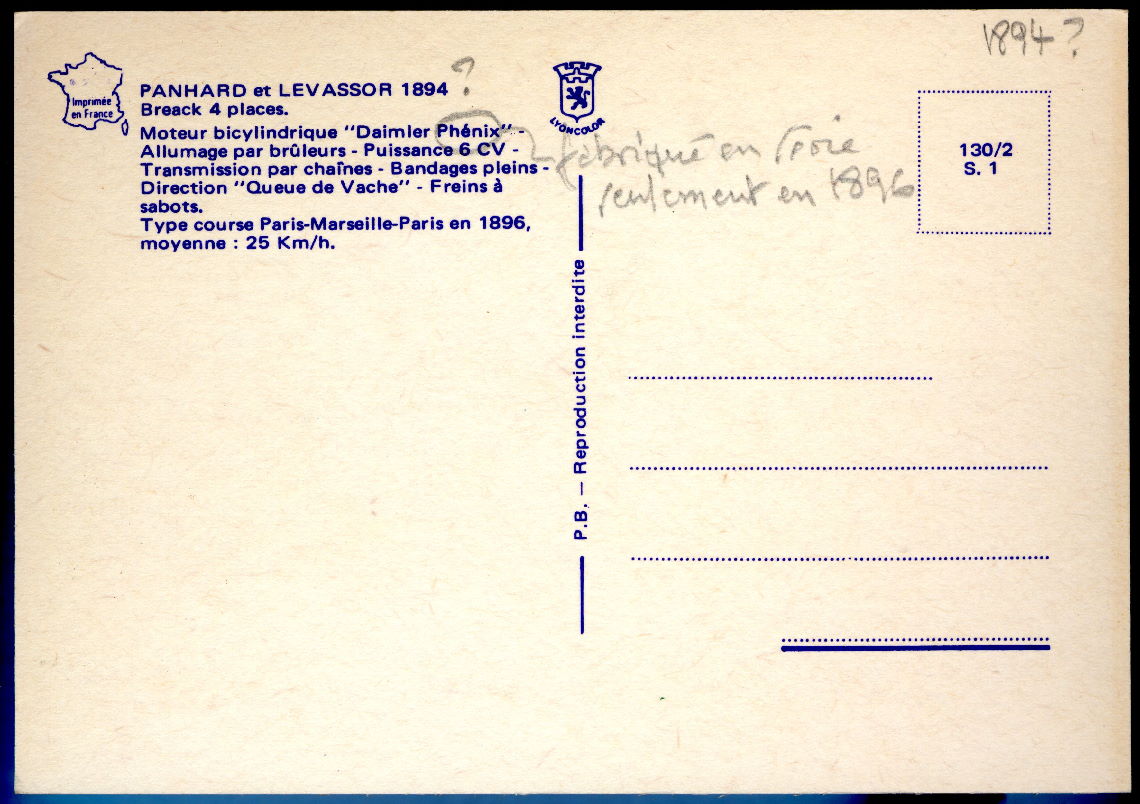 1894 ?
Imprimée
en France
PANHARD et LEVASSOR 1894 ?
Breack 4 places.
Moteur bicylindrique "Daimler Phénix" -
Allumage par brûleurs - Puissance 6 CV -
Transmission par chaînes - Bandages pleins -
Direction "Queue de Vache" - Freins à
sabots.
Type course Paris-Marseille-Paris en 1896,
moyenne : 25 Km/h.
LYONCOLOR
fabriqué en série
seulement en 1896
130/2
S. 1
P.B. — Reproduction interdite